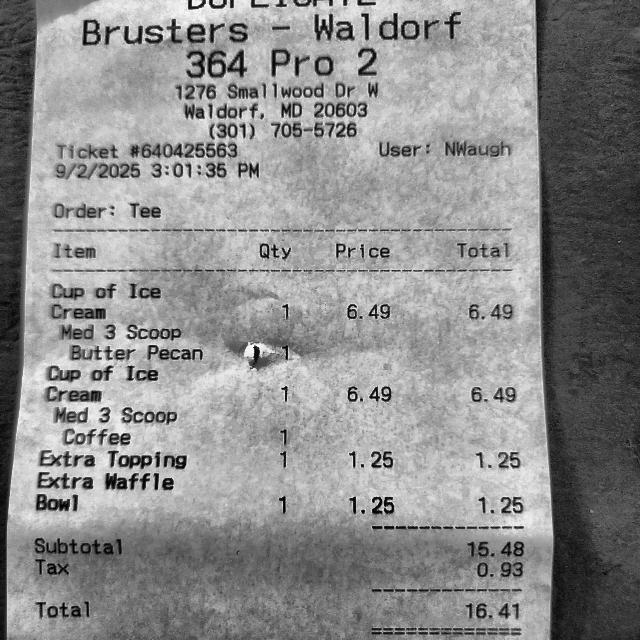 DUPLICATE
Brusters - Waldorf
364 Pro 2
1276 Smallwood Dr W
Waldorf, MD 20603
(301) 705-5726
Ticket #640425563 User: NWaugh
9/2/2025 3:01:35 PM
Order: Tee
Item Qty Price Total
Cup of Ice
Cream 1 6.49 6.49
Med 3 Scoop
Butter Pecan 1
Cup of Ice
Cream 1 6.49 6.49
Med 3 Scoop
Coffee 1
Extra Topping 1 1.25 1.25
Extra Waffle
Bowl 1 1.25 1.25
Subtotal 15.48
Tax 0.93
Total 16.41